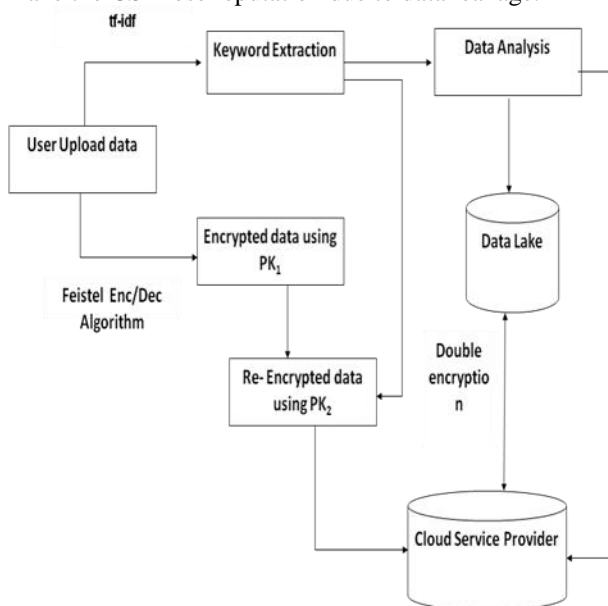 tf-idf
Keyword Extraction
Data Analysis
User Upload data
Encrypted data using
PK₁
Data Lake
Feistel Enc/Dec
Algorithm
Double
encryptio
n
Re- Encrypted data
using PK₂
Cloud Service Provider